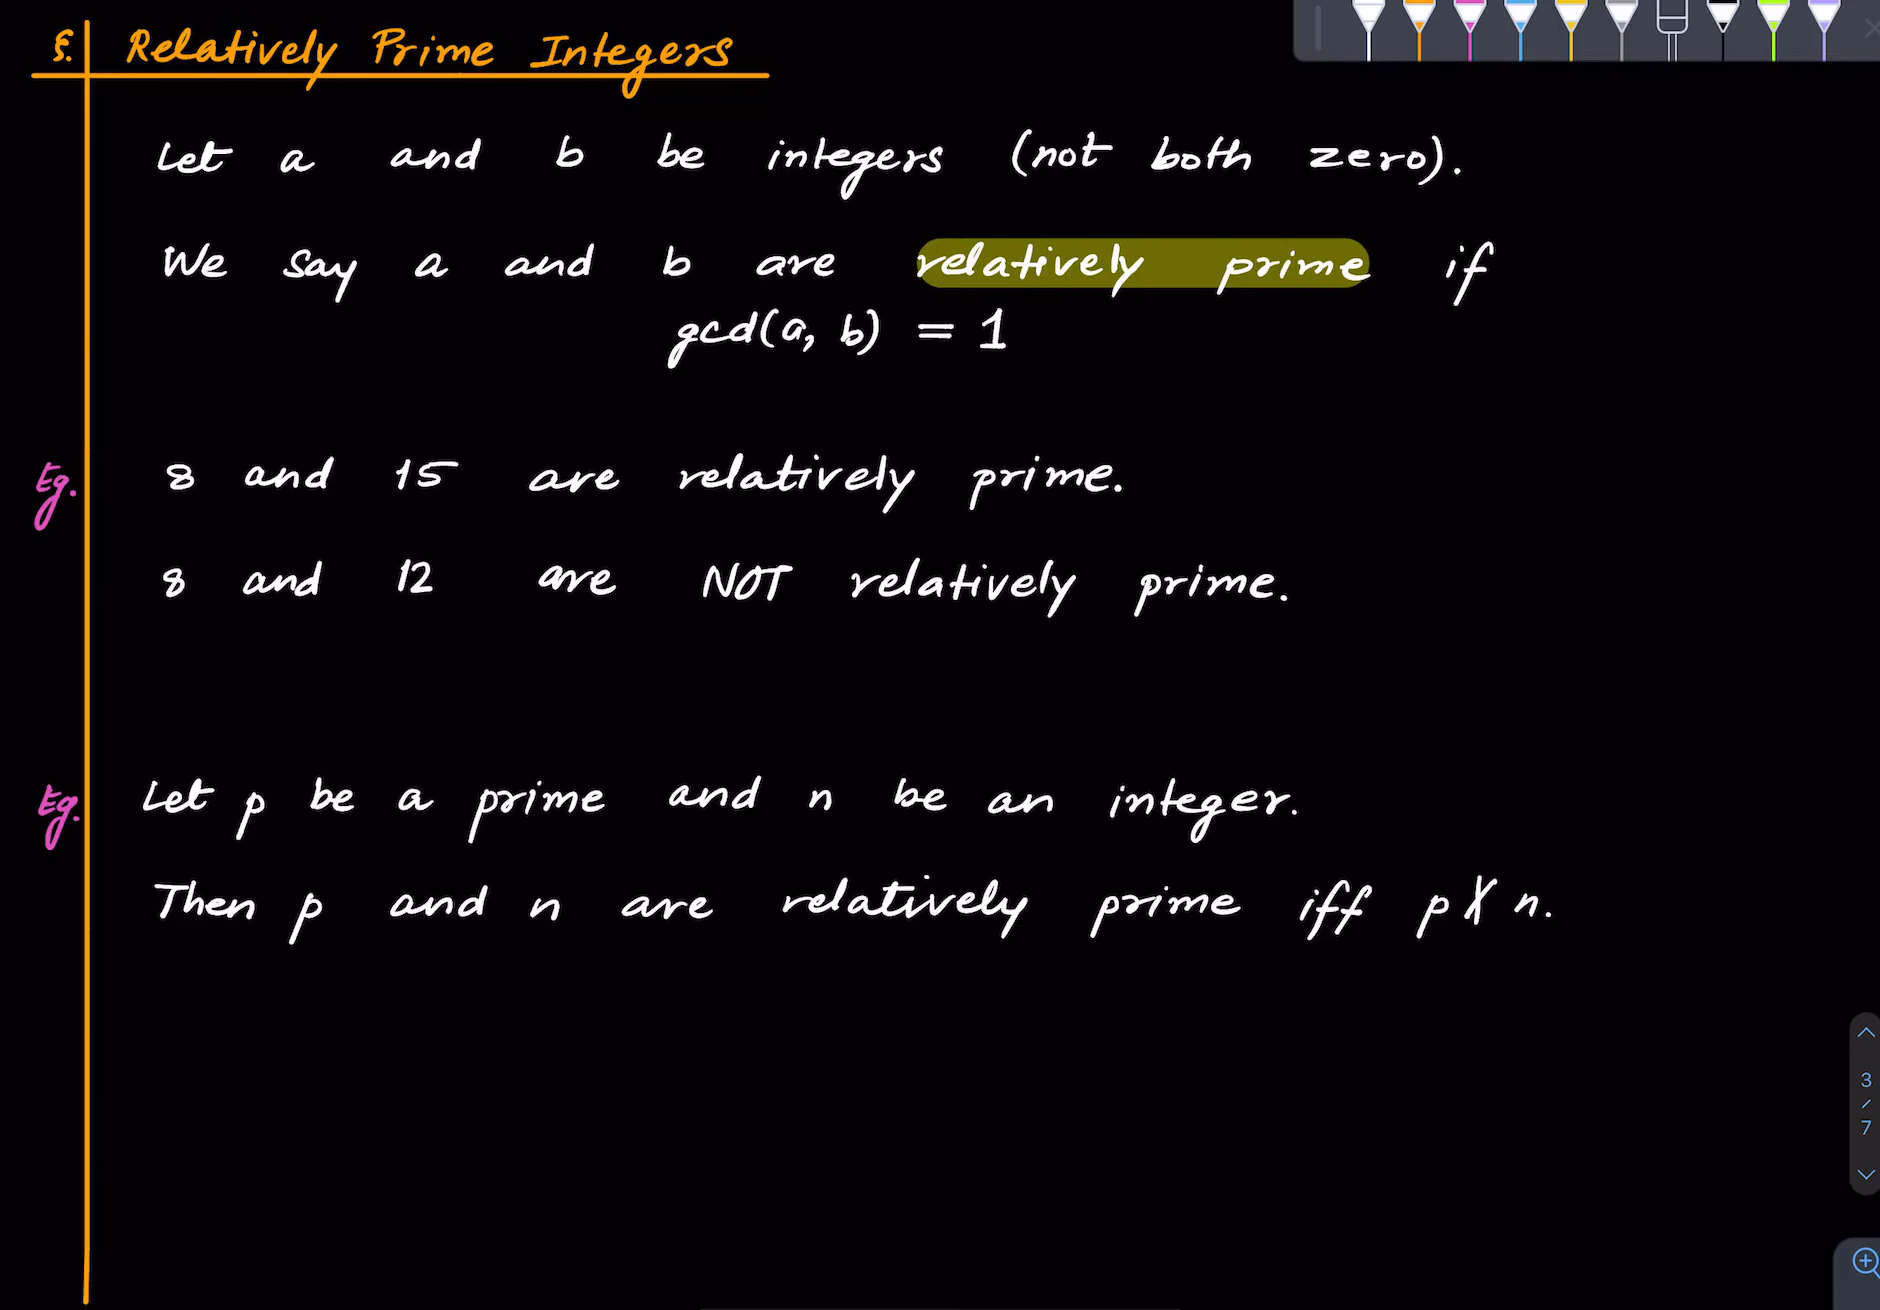 §. Relatively Prime Integers
Let a and b be integers (not both zero).
We say a and b are relatively prime if
gcd(a, b) = 1
Eg. 8 and 15 are relatively prime.
8 and 12 are NOT relatively prime.
Eg. Let p be a prime and n be an integer.
Then p and n are relatively prime iff p ∤ n.
3
/
7